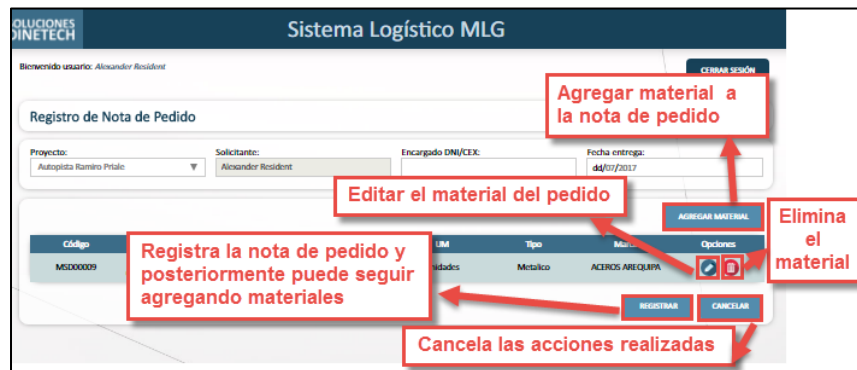 OLUCIONES
DINETECH
Sistema Logístico MLG
Bienvenido usuario: Alexander Resident
CERRAR SESIÓN
Agregar material a
la nota de pedido
Registro de Nota de Pedido
Proyecto:
Solicitante:
Encargado DNI/CEX:
Fecha entrega:
Autopista Ramiro Priale
Alexander Resident
dd/07/2017
Editar el material del pedido
AGREGAR MATERIAL
Elimina
el
material
Código
UM
Tipo
Opciones
Registra la nota de pedido y
posteriormente puede seguir
agregando materiales
MSD00009
Metalico
ACEROS AREQUIPA
REGISTRAR
CANCELAR
Cancela las acciones realizadas